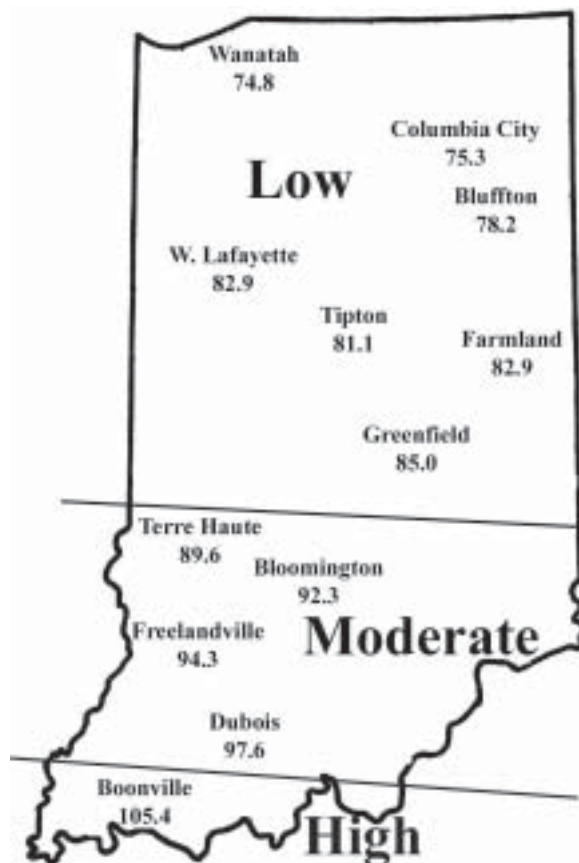 Wanatah
74.8
Columbia City
75.3
Low
Bluffton
78.2
W. Lafayette
82.9
Tipton
81.1
Farmland
82.9
Greenfield
85.0
Terre Haute
89.6
Bloomington
92.3
Freelandville
94.3
Moderate
Dubois
97.6
Boonville
105.4
High